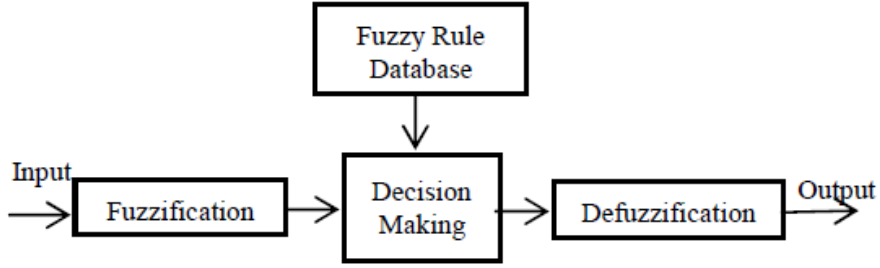 Fuzzy Rule
Database
Input
Fuzzification
Decision
Making
Defuzzification
Output